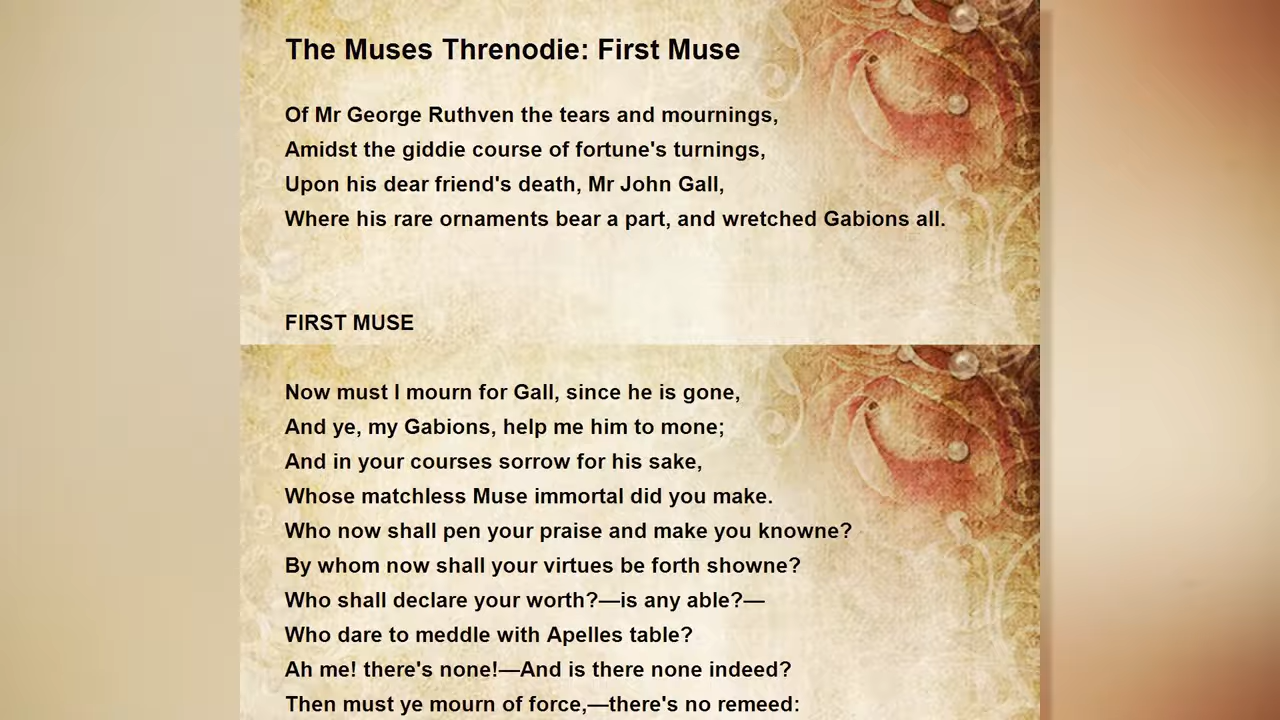 The Muses Threnodie: First Muse
Of Mr George Ruthven the tears and mournings,
Amidst the giddie course of fortune's turnings,
Upon his dear friend's death, Mr John Gall,
Where his rare ornaments bear a part, and wretched Gabions all.
FIRST MUSE
Now must I mourn for Gall, since he is gone,
And ye, my Gabions, help me him to mone;
And in your courses sorrow for his sake,
Whose matchless Muse immortal did you make.
Who now shall pen your praise and make you knowne?
By whom now shall your virtues be forth showne?
Who shall declare your worth?—is any able?—
Who dare to meddle with Apelles table?
Ah me! there's none!—And is there none indeed?
Then must ye mourn of force,—there's no remeed: